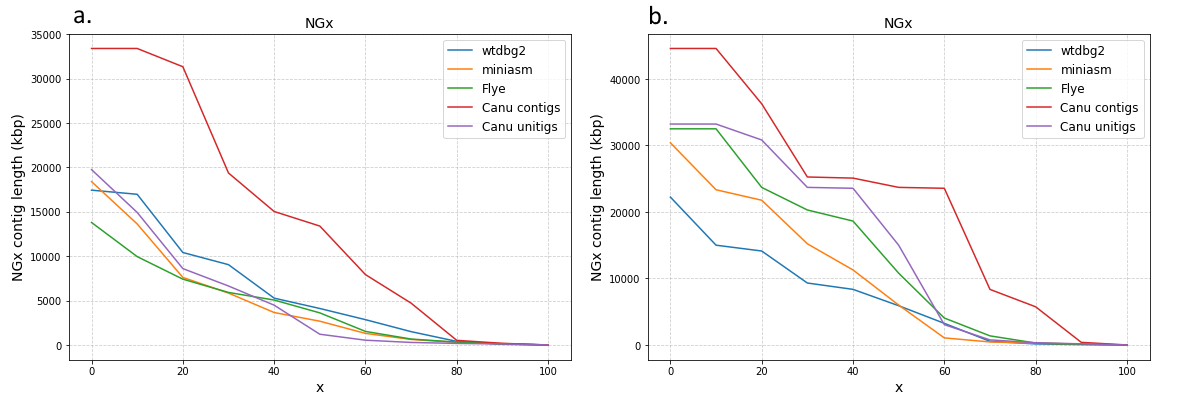 a.
NGx
35000
30000
25000
20000
15000
10000
5000
0
NGx contig length (kbp)
0 20 40 60 80 100
x
wtdbg2
miniasm
Flye
Canu contigs
Canu unitigs
b.
NGx
40000
30000
20000
10000
0
NGx contig length (kbp)
0 20 40 60 80 100
x
wtdbg2
miniasm
Flye
Canu contigs
Canu unitigs